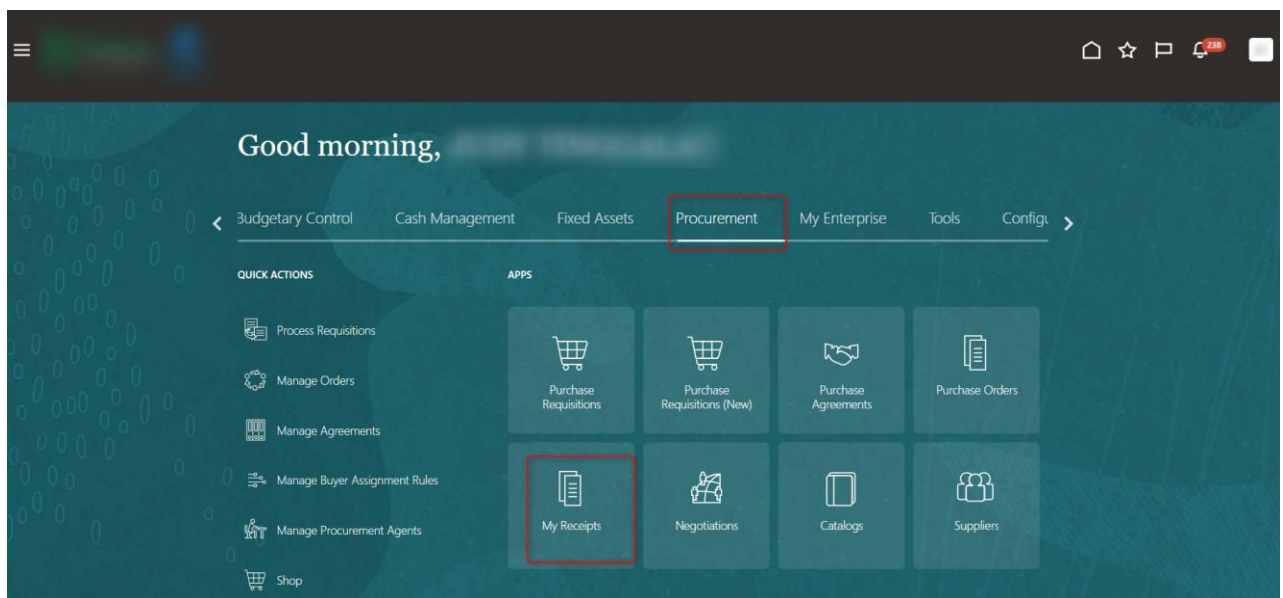 238
Good morning,
Budgetary Control Cash Management Fixed Assets Procurement My Enterprise Tools
QUICK ACTIONS
APPS
Process Requisitions
Manage Orders
Manage Agreements
Manage Buyer Assignment Rules
Manage Procurement Agents
Shop
Purchase
Requisitions
Purchase
Requisitions (New)
Purchase
Agreements
Purchase Orders
My Receipts
Negotiations
Catalogs
Suppliers